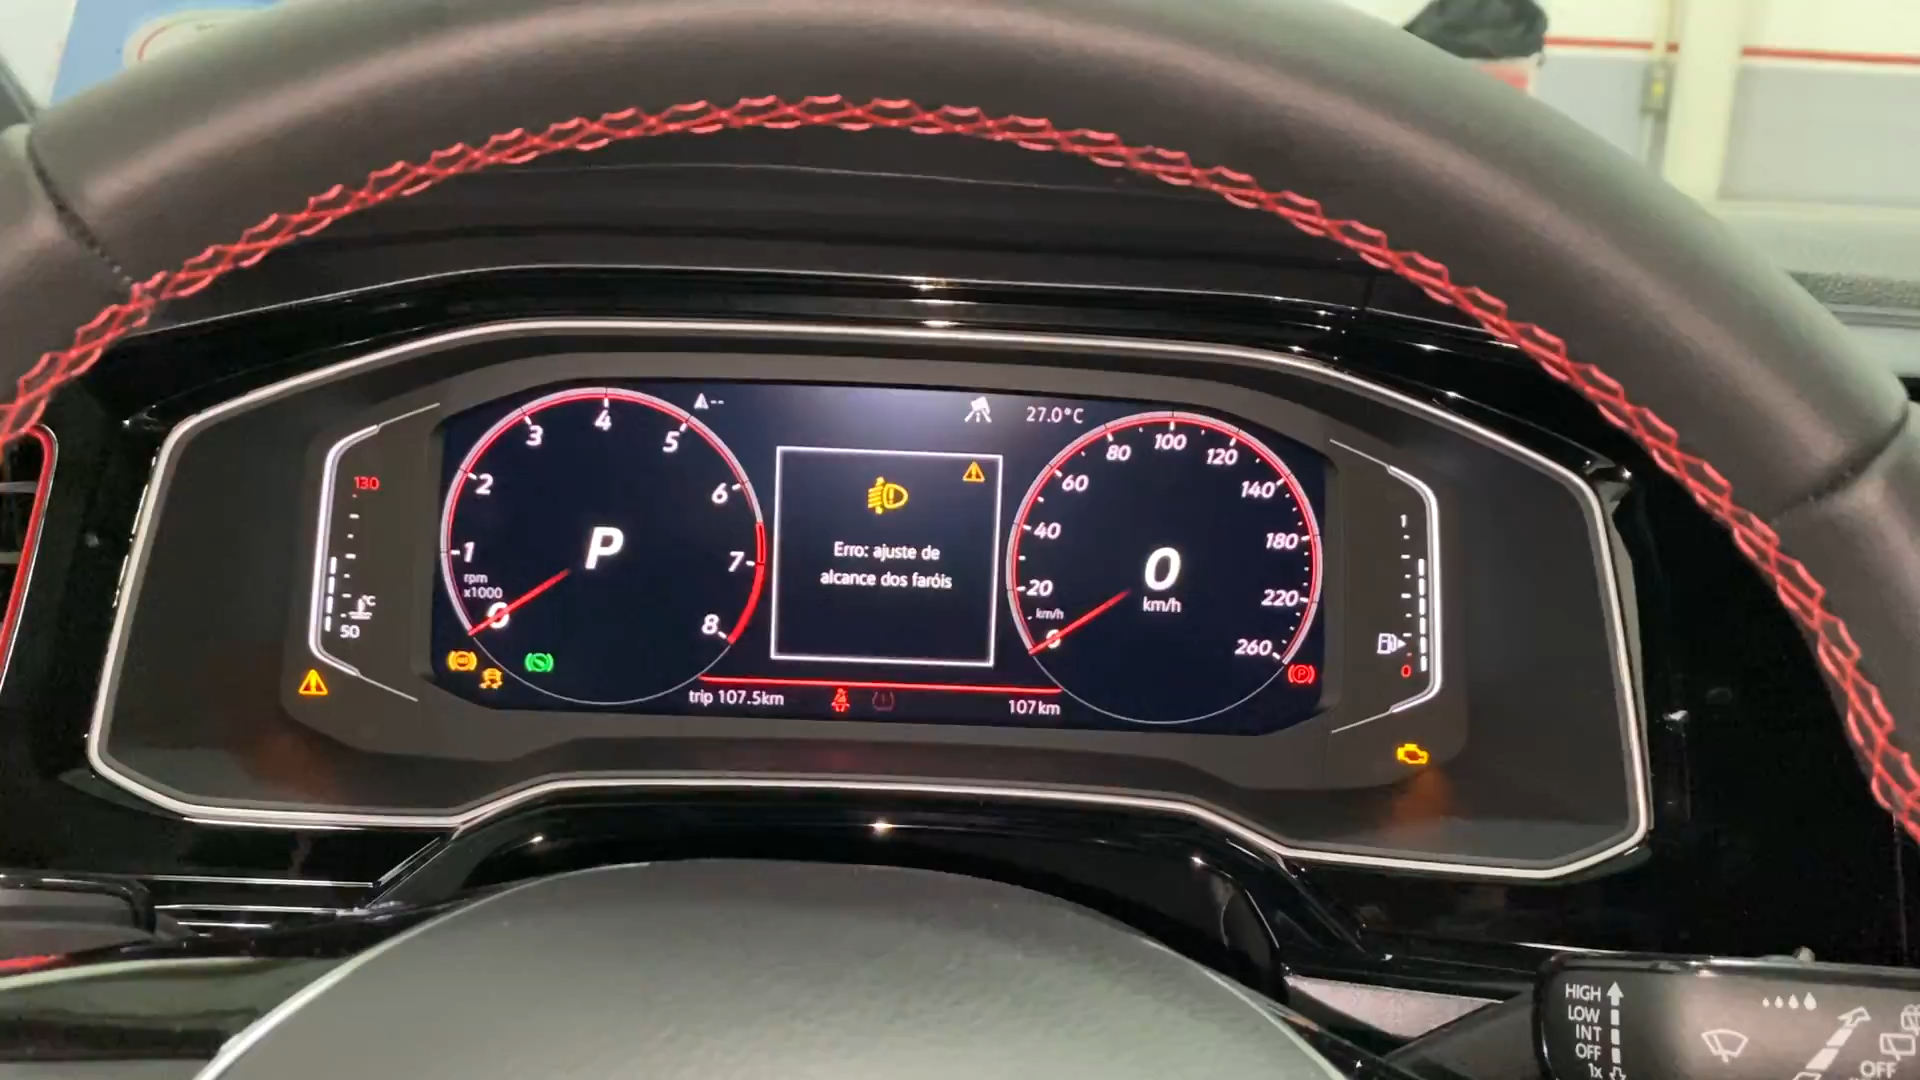 27.0°C
130
50
°C
1
2
3
4
5
6
7
8
rpm
x1000
0
P
Erro: ajuste de
alcance dos faróis
20
40
60
80
100
120
140
180
220
260
km/h
0
0
km/h
1
0
trip 107.5km
107km
HIGH
LOW
INT
OFF
1x
OFF